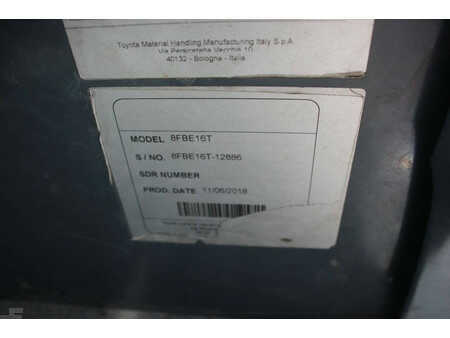 Toyota Material Handling Manufacturing Italy S.p.A.
Via Persicetana Vecchia 10
40132 - Bologna - Italia
MODEL 8FBE16T
S / NO. 8FBE16T-12886
SDR NUMBER
PROD. DATE 11/06/2018